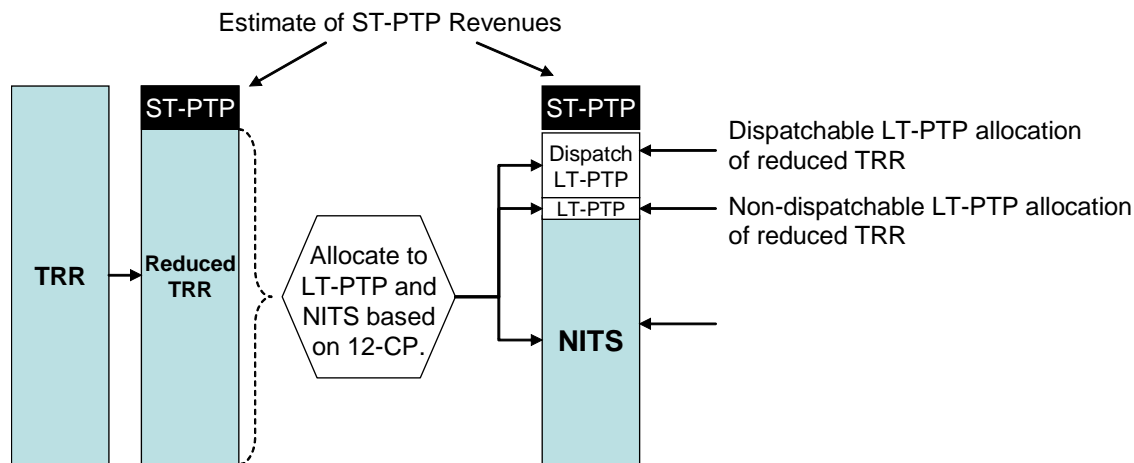 Estimate of ST-PTP Revenues
ST-PTP
ST-PTP
Dispatch
LT-PTP
Dispatchable LT-PTP allocation
of reduced TRR
LT-PTP
Non-dispatchable LT-PTP allocation
of reduced TRR
TRR
Reduced
TRR
Allocate to
LT-PTP and
NITS based
on 12-CP.
NITS